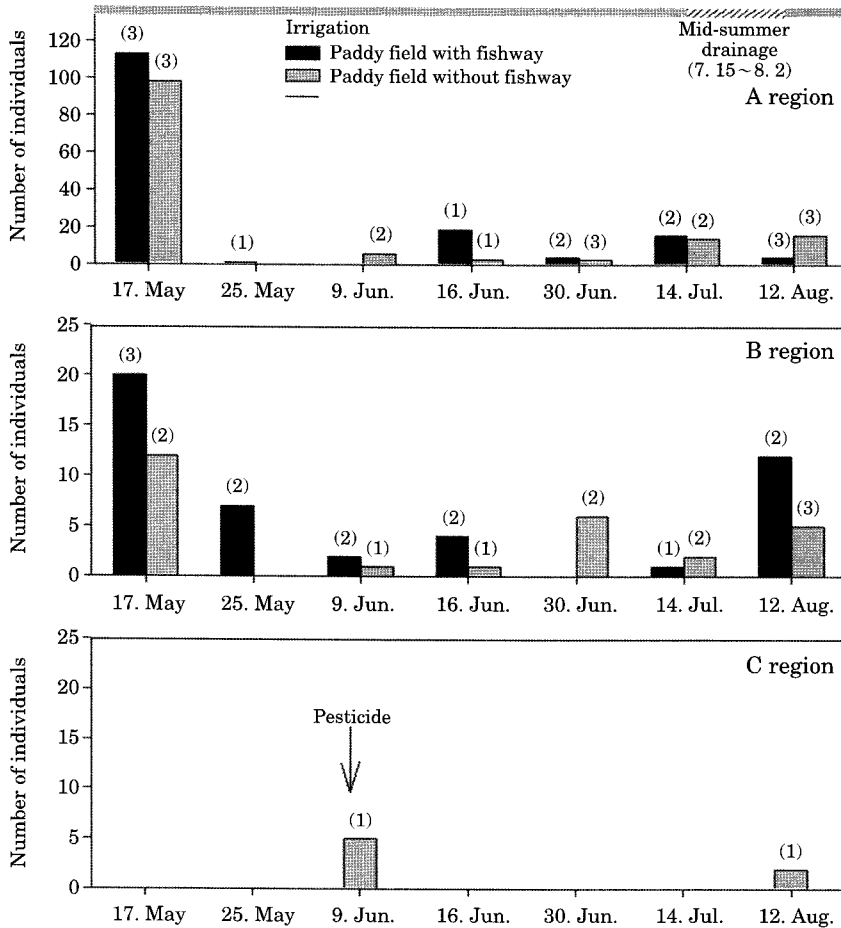 Irrigation
Paddy field with fishway
Paddy field without fishway
Mid-summer
drainage
(7. 15~8. 2)
A region
Number of individuals
120
100
80
60
40
20
0
(3) (3) (1) (2) (1) (1) (2) (3) (2) (2) (3) (3)
17. May 25. May 9. Jun. 16. Jun. 30. Jun. 14. Jul. 12. Aug.
B region
Number of individuals
25
20
15
10
5
0
(3) (2) (2) (2) (1) (2) (1) (2) (1) (2) (2) (3)
17. May 25. May 9. Jun. 16. Jun. 30. Jun. 14. Jul. 12. Aug.
C region
Number of individuals
25
20
15
10
5
0
Pesticide
(1) (1)
17. May 25. May 9. Jun. 16. Jun. 30. Jun. 14. Jul. 12. Aug.